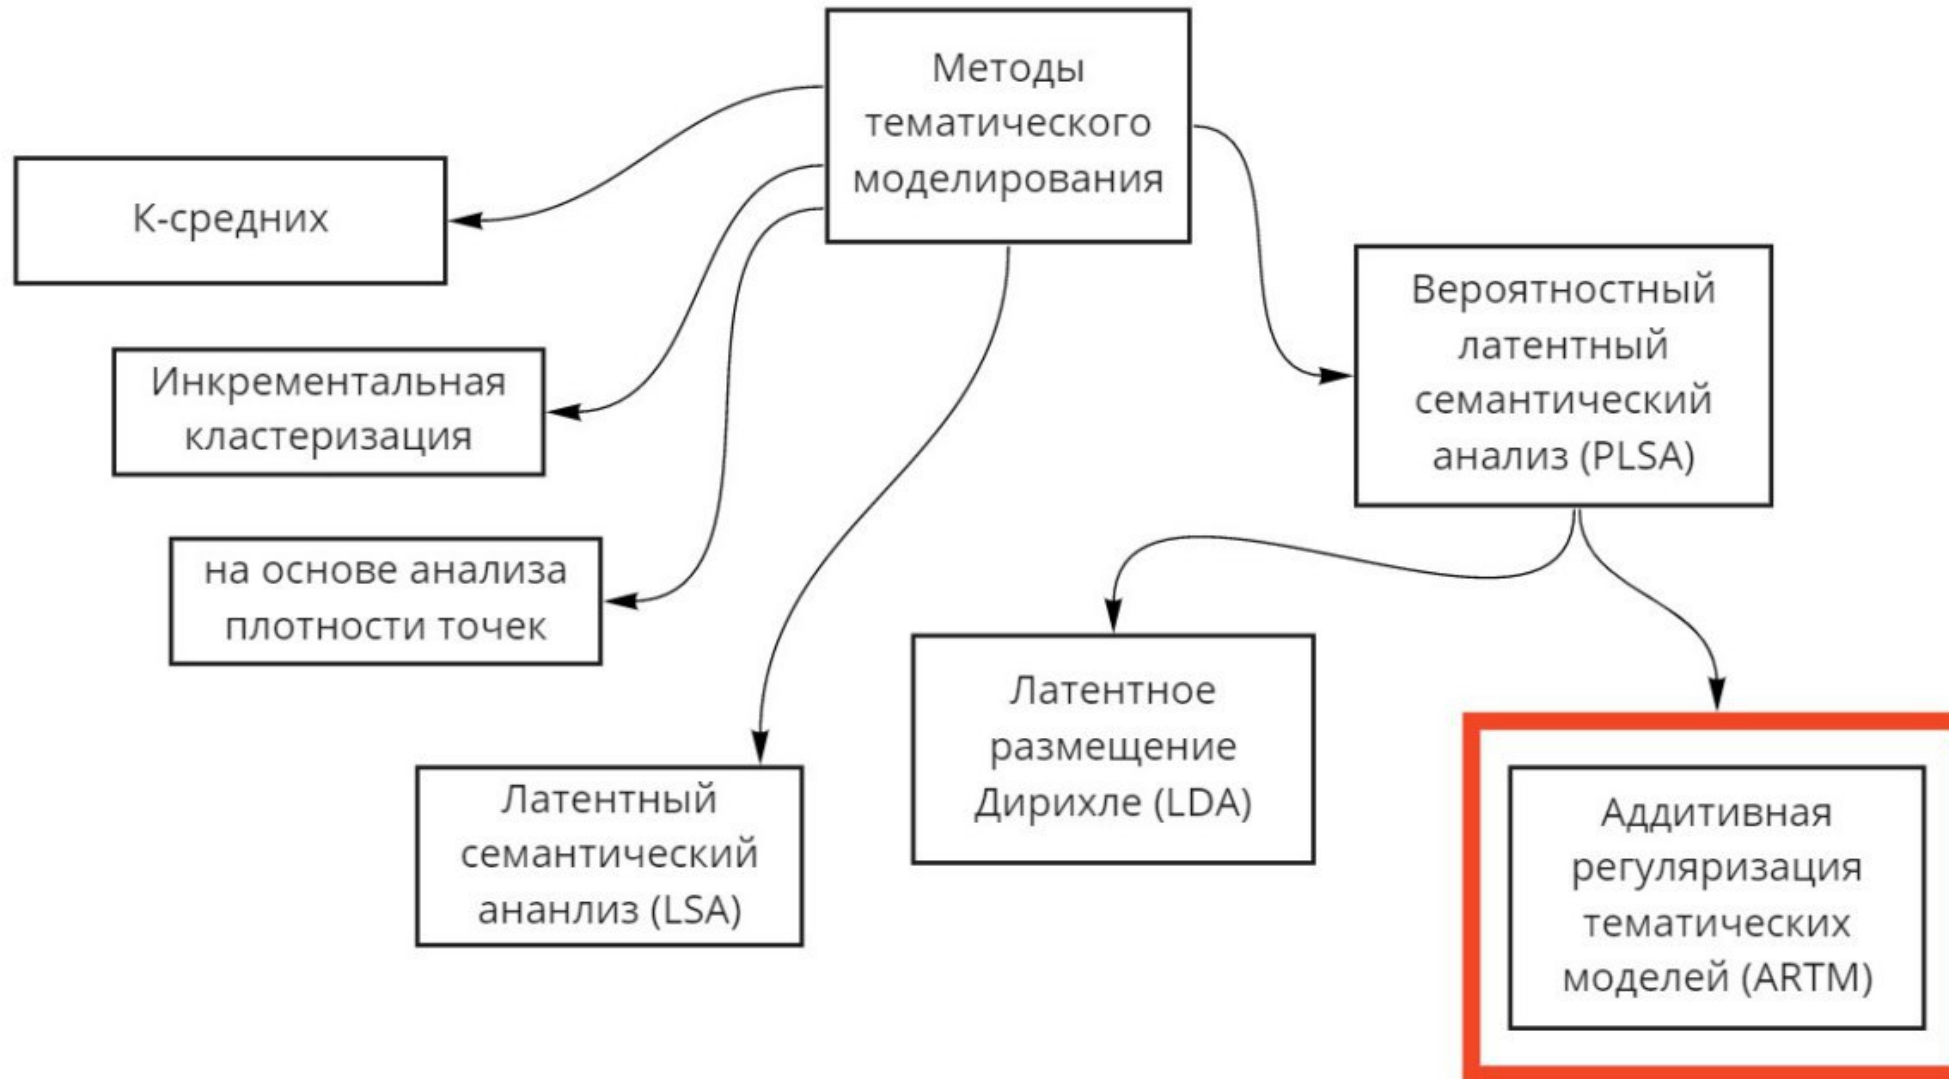 Методы
тематического
моделирования
К-средних
Инкрементальная
кластеризация
на основе анализа
плотности точек
Латентный
семантический
ананлиз (LSA)
Вероятностный
латентный
семантический
анализ (PLSA)
Латентное
размещение
Дирихле (LDA)
Аддитивная
регуляризация
тематических
моделей (ARTM)